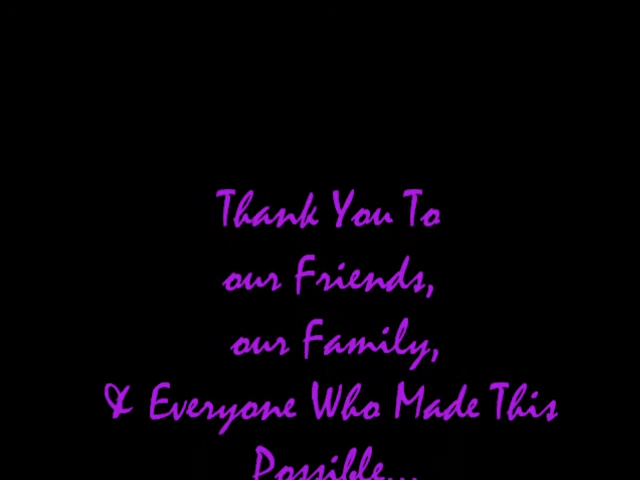 Thank You To
our Friends,
our Family,
& Everyone Who Made This
Possible...